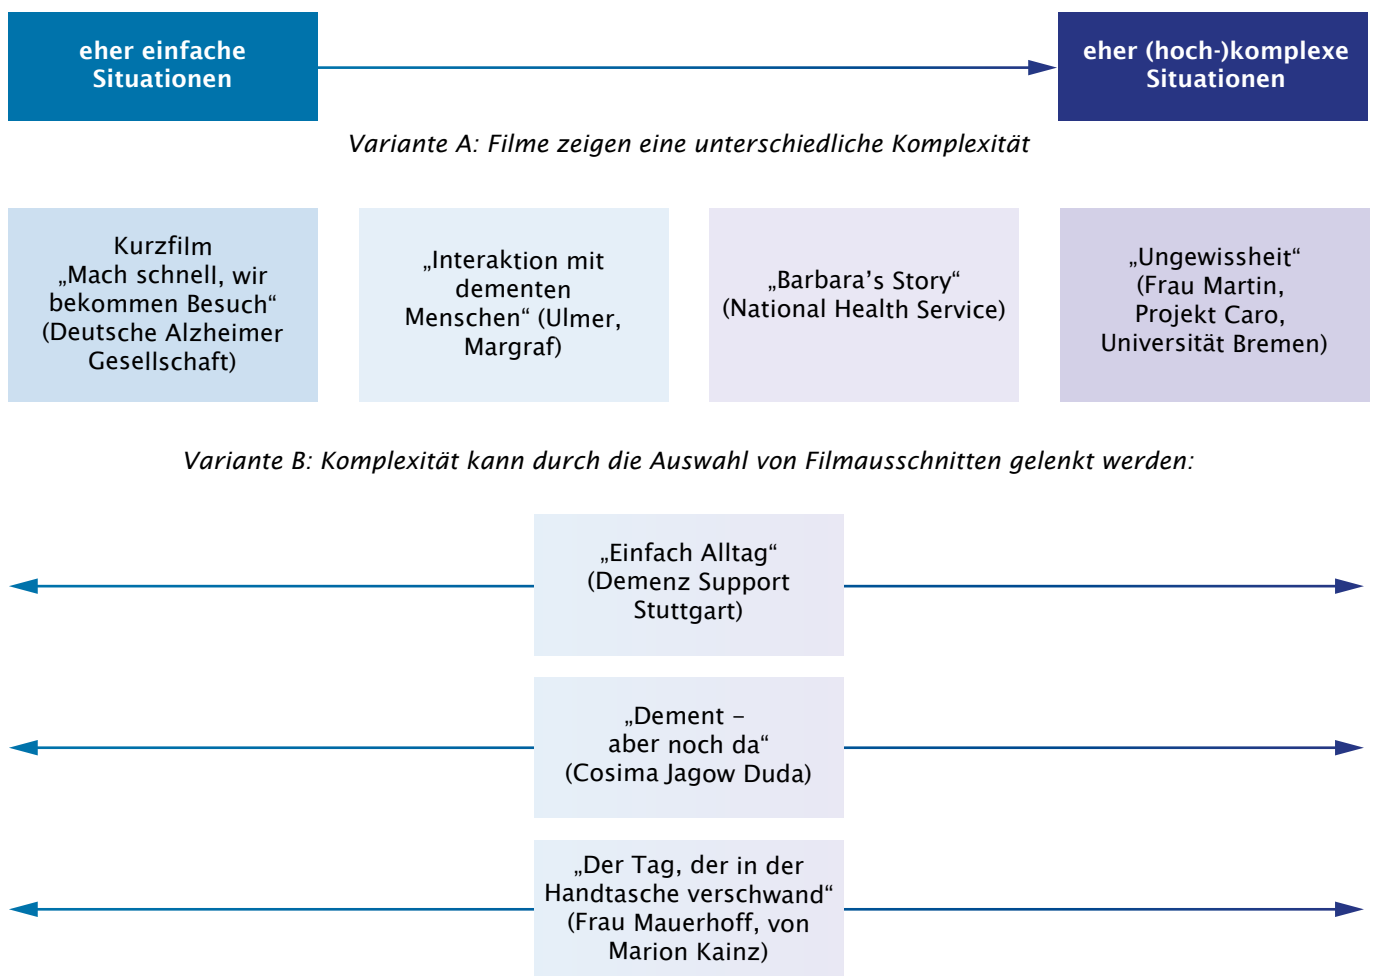 eher einfache
Situationen
eher (hoch-)komplexe
Situationen
Variante A: Filme zeigen eine unterschiedliche Komplexität
Kurzfilm
„Mach schnell, wir
bekommen Besuch“
(Deutsche Alzheimer
Gesellschaft)
„Interaktion mit
dementen
Menschen“ (Ulmer,
Margraf)
„Barbara’s Story“
(National Health Service)
„Ungewissheit“
(Frau Martin,
Projekt Caro,
Universität Bremen)
Variante B: Komplexität kann durch die Auswahl von Filmausschnitten gelenkt werden:
„Einfach Alltag“
(Demenz Support
Stuttgart)
„Dement –
aber noch da“
(Cosima Jagow Duda)
„Der Tag, der in der
Handtasche verschwand“
(Frau Mauerhoff, von
Marion Kainz)